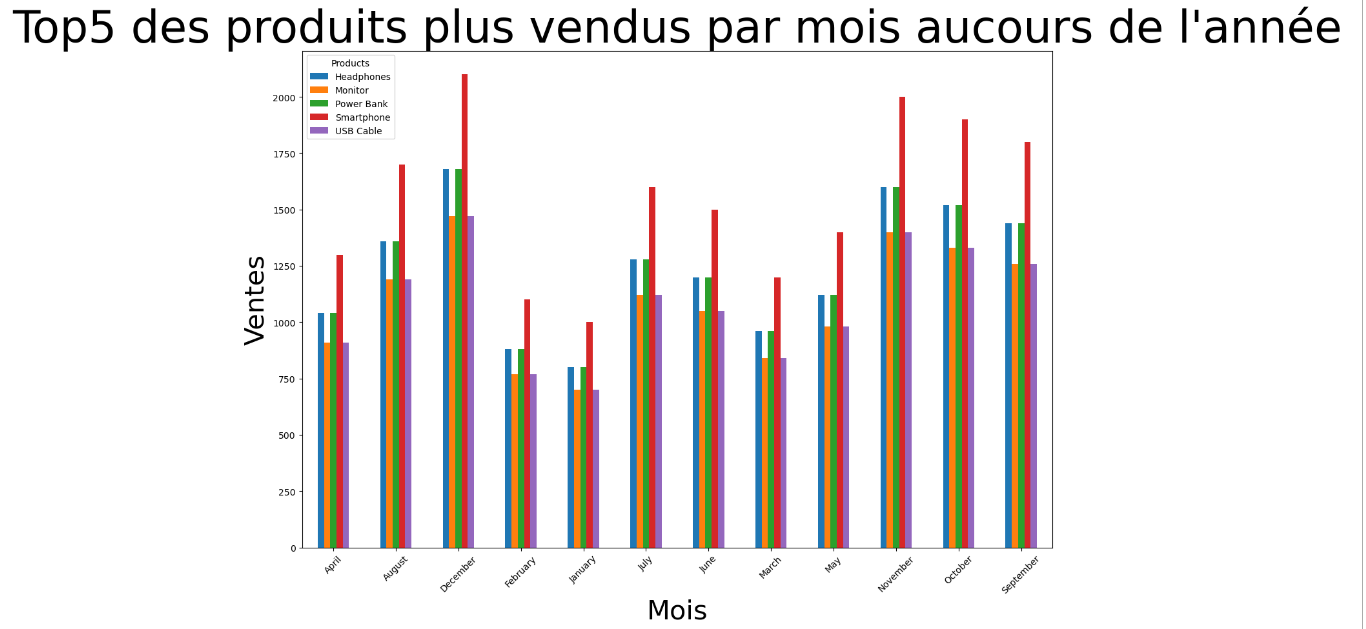 Top5 des produits plus vendus par mois aucours de l'année
Products
Headphones
Monitor
Power Bank
Smartphone
USB Cable
2000
1750
1500
1250
1000
750
500
250
0
Ventes
April
August
December
February
January
July
June
March
May
November
October
September
Mois